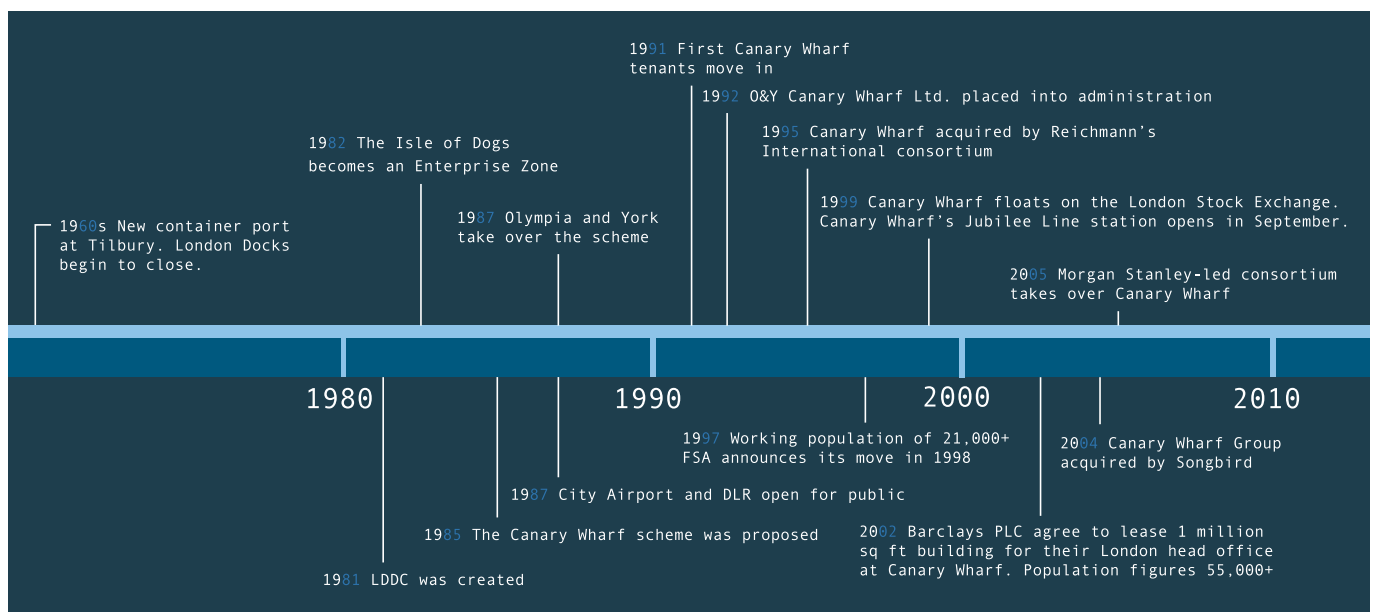 1991 First Canary Wharf
tenants move in
1992 O&Y Canary Wharf Ltd. placed into administration
1995 Canary Wharf acquired by Reichmann's
International consortium
1982 The Isle of Dogs
becomes an Enterprise Zone
1999 Canary Wharf floats on the London Stock Exchange.
Canary Wharf's Jubilee Line station opens in September.
1987 Olympia and York
take over the scheme
1960s New container port
at Tilbury. London Docks
begin to close.
2005 Morgan Stanley-led consortium
takes over Canary Wharf
1980
1990
2000
2010
1997 Working population of 21,000+
FSA announces its move in 1998
2004 Canary Wharf Group
acquired by Songbird
1987 City Airport and DLR open for public
1985 The Canary Wharf scheme was proposed
2002 Barclays PLC agree to lease 1 million
sq ft building for their London head office
at Canary Wharf. Population figures 55,000+
1981 LDDC was created